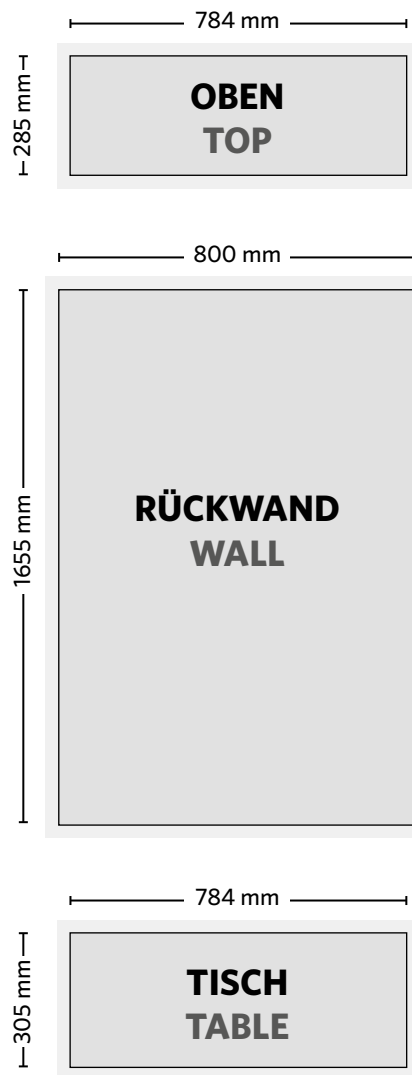 784 mm
285 mm
OBEN
TOP
800 mm
1655 mm
RÜCKWAND
WALL
784 mm
305 mm
TISCH
TABLE